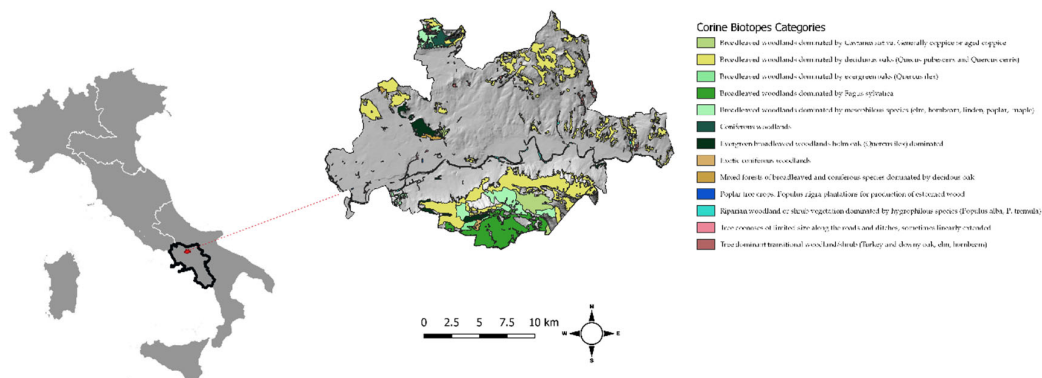 Corine Biotopes Categories
Broadleaved woodlands dominated by Castanea sativa. Generally coppice or aged coppice
Broadleaved woodlands dominated by deciduous oaks (Quecus pubescens and Quercus cerris)
Broadleaved woodlands dominated by evergreen oaks (Quercus ilex)
Broadleaved woodlands dominated by Fagus sylvatica
Broadleaved woodlands dominated by mesophilous species (elm, hornbeam, linden, poplar, maple)
Coniferous woodlands
Evergreen broadleaved woodlands holm oak (Quercus ilex) dominated
Exotic coniferous woodlands
Mixed forests of broadleaved and coniferous species dominated by decidous oak
Poplar tree crops. Populus nigra plantations for production of estemed wood
Riparian woodland or shrub vegetation dominated by hygrophilous species (Populus alba, P. tremula)
Tree coenoses of limited size along the roads and ditches, sometimes linearly extended
Tree dominant transitional woodland/shrub (Turkey and downy oak, elm, hornbeam)
0 2.5 5 7.5 10 km
N
W E
S